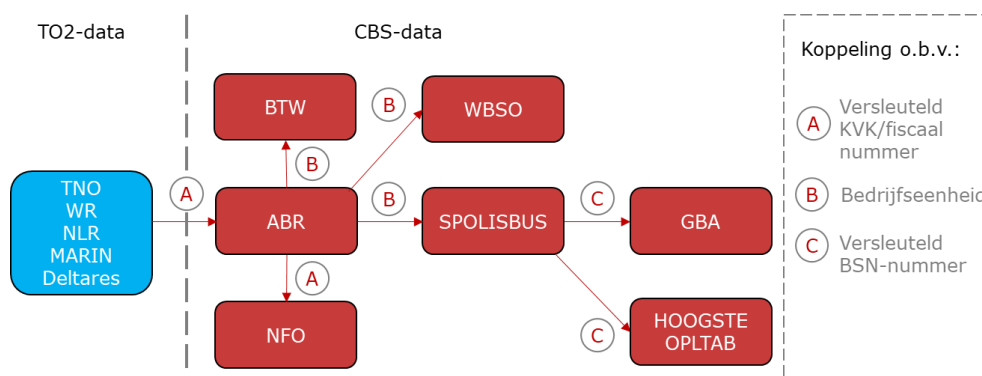 TO2-data
CBS-data
Koppeling o.b.v.:
BTW
B
WBSO
A
Versleuteld
KVK/fiscaal
nummer
B
TNO
WR
NLR
MARIN
Deltares
A
ABR
B
SPOLISBUS
C
GBA
B
Bedrijfseenheid
C
Versleuteld
BSN-nummer
A
NFO
C
HOOGSTE
OPLTAB